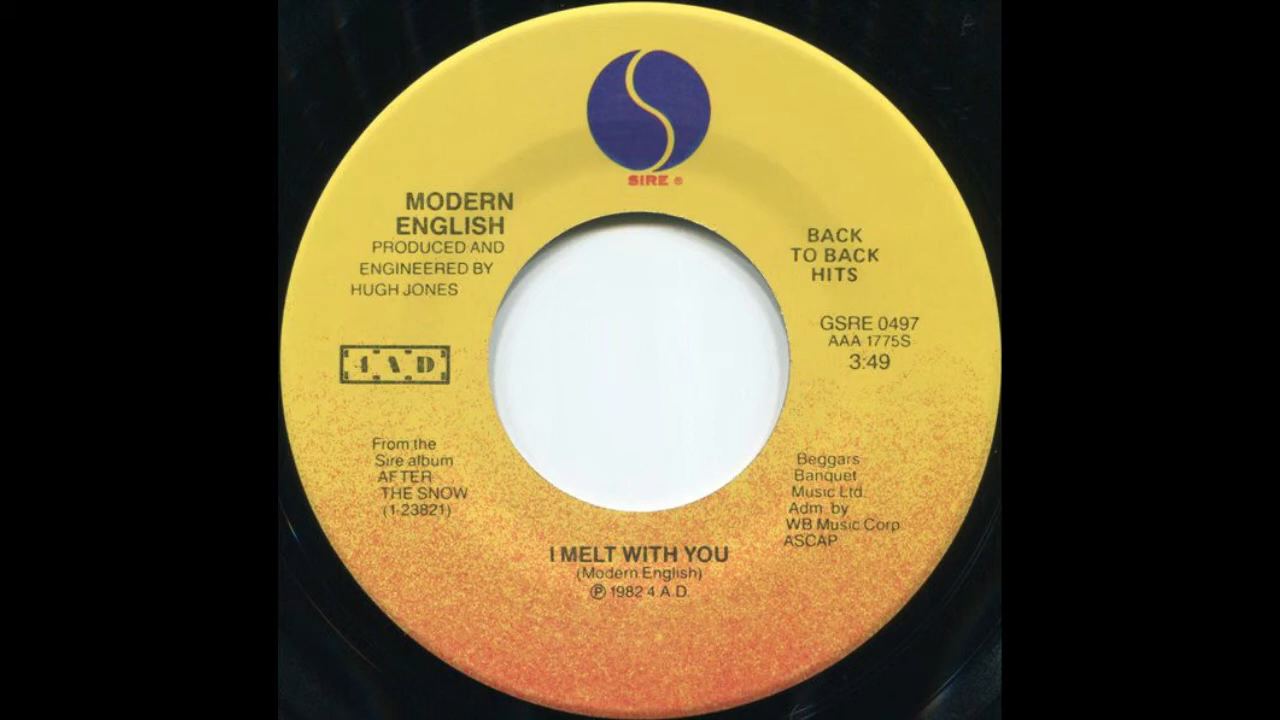 SIRE ®
MODERN
ENGLISH
PRODUCED AND
ENGINEERED BY
HUGH JONES
4AD
From the
Sire album
AFTER
THE SNOW
(1-23821)
BACK
TO BACK
HITS
GSRE 0497
AAA 1775S
3:49
Beggars
Banquet
Music Ltd.
Adm. by
WB Music Corp
ASCAP
I MELT WITH YOU
(Modern English)
℗ 1982 4 A.D.